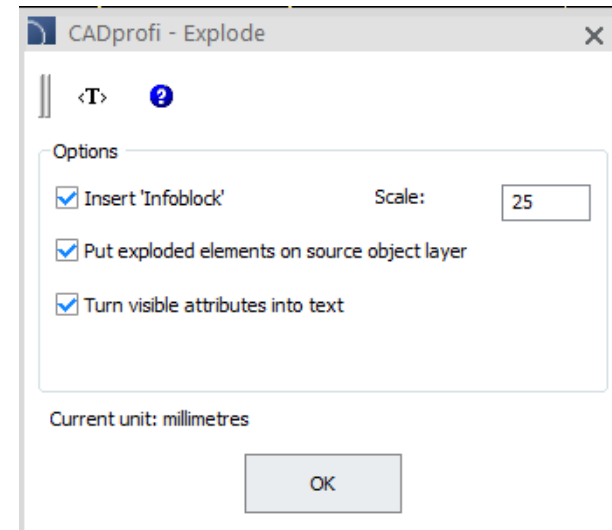 CADprofi - Explode
<T>
?
Options
Insert 'Infoblock' Scale: 25
Put exploded elements on source object layer
Turn visible attributes into text
Current unit: millimetres
OK